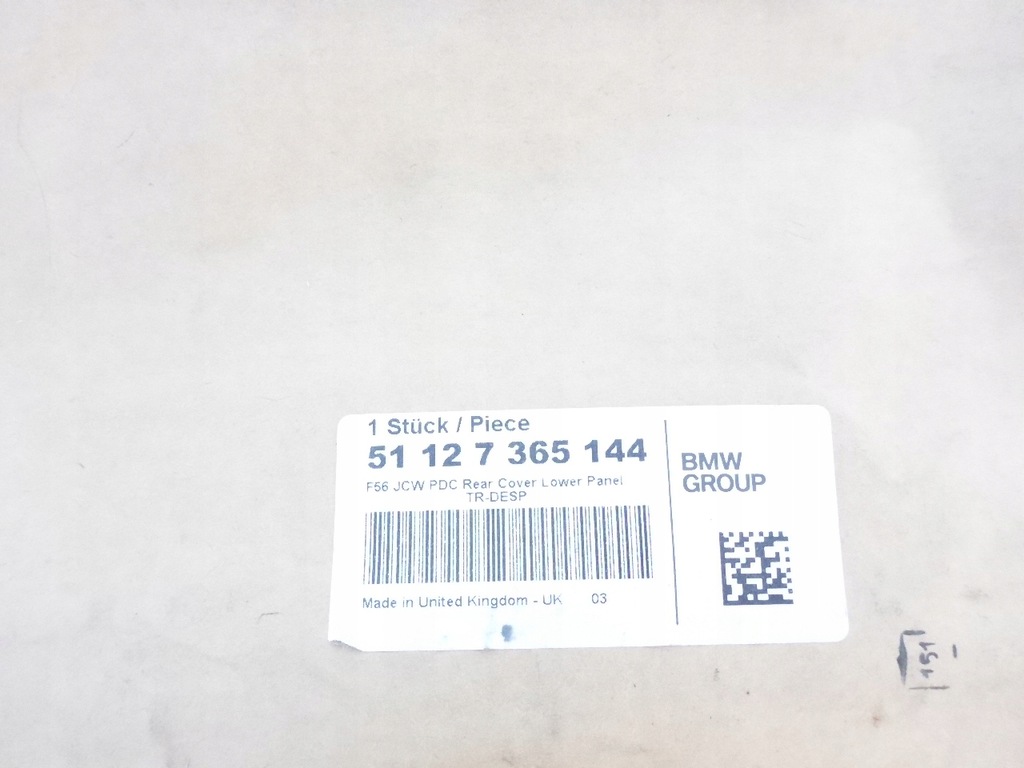 1 Stück / Piece
51 12 7 365 144
F56 JCW PDC Rear Cover Lower Panel
TR-DESP
Made in United Kingdom - UK 03
BMW
GROUP
151